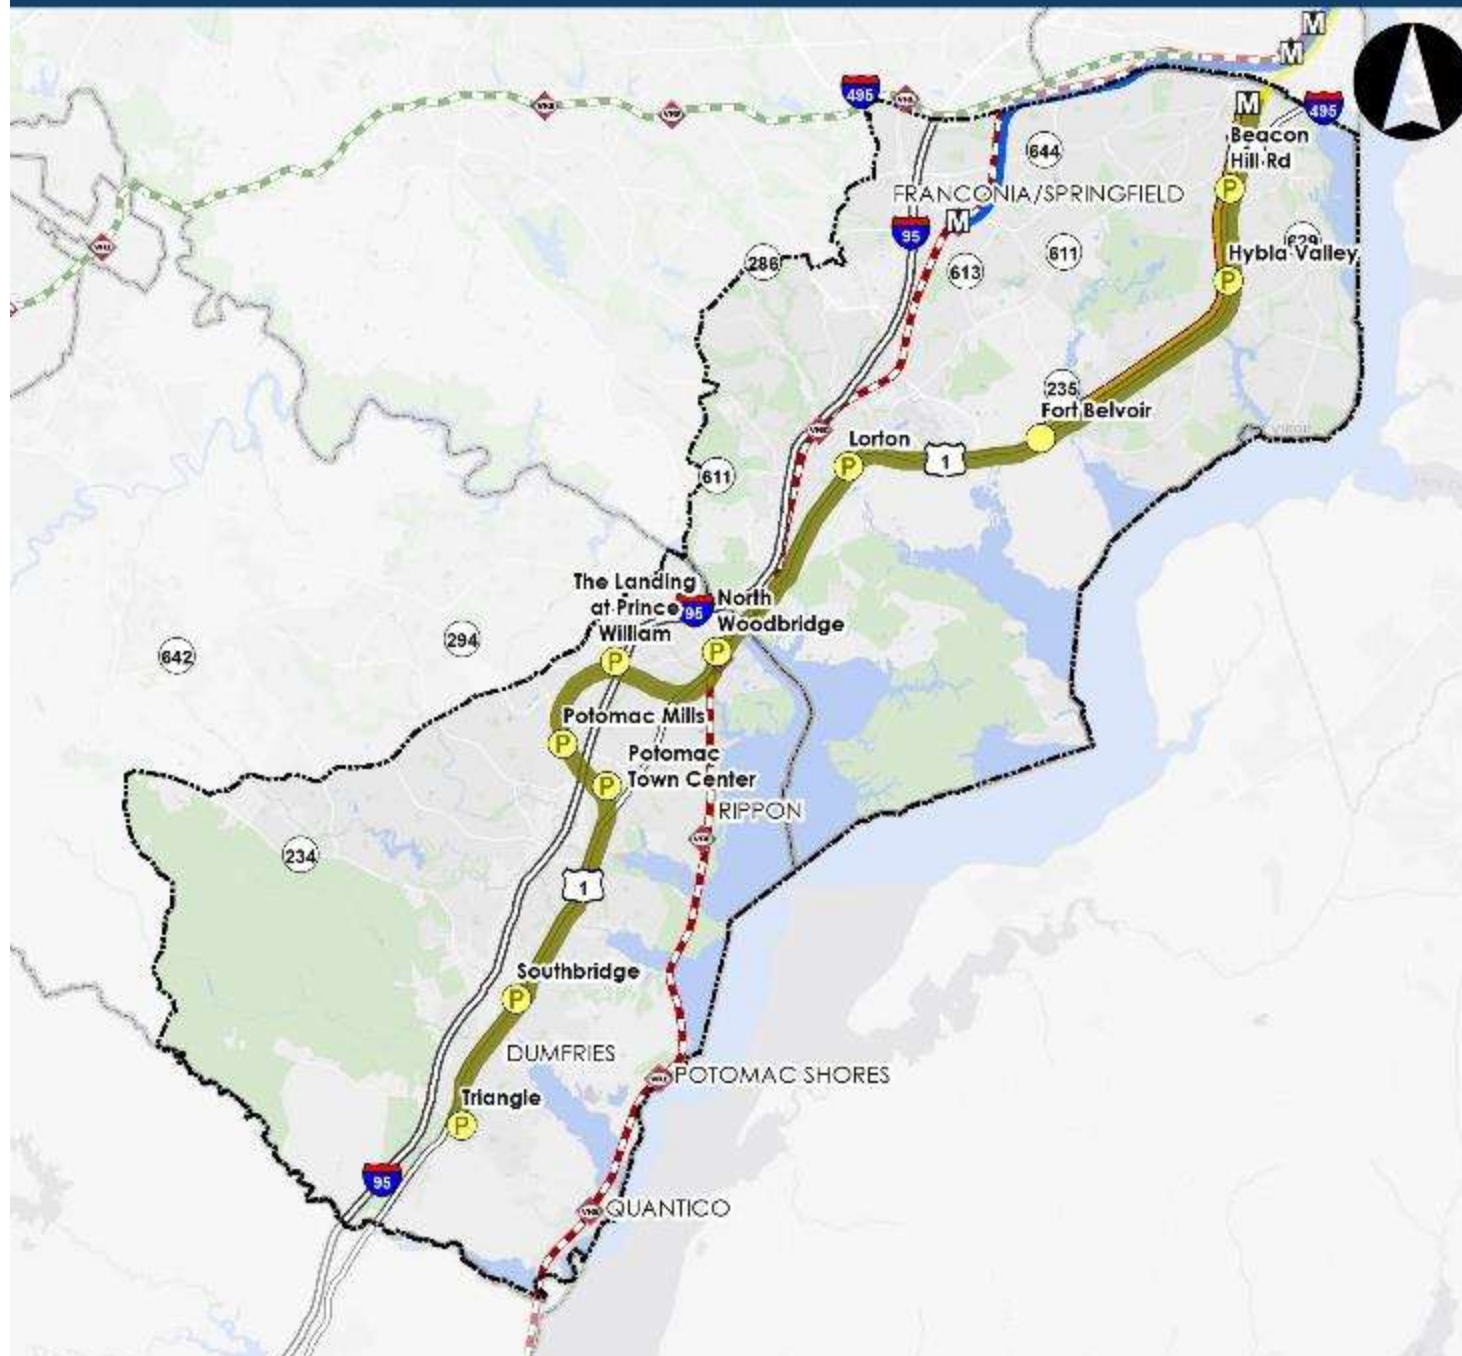 M
M
495
M
495
Beacon
Hill Rd
P
644
FRANCONIA/SPRINGFIELD
M
95
286
613
611
629
Hybla Valley
P
235
Fort Belvoir
Lorton
P
1
611
The Landing
at Prince
William
95
North
Woodbridge
P
P
642
294
Potomac Mills
P
Potomac
Town Center
P
RIPPON
234
1
Southbridge
P
DUMFRIES
POTOMAC SHORES
Triangle
P
95
QUANTICO